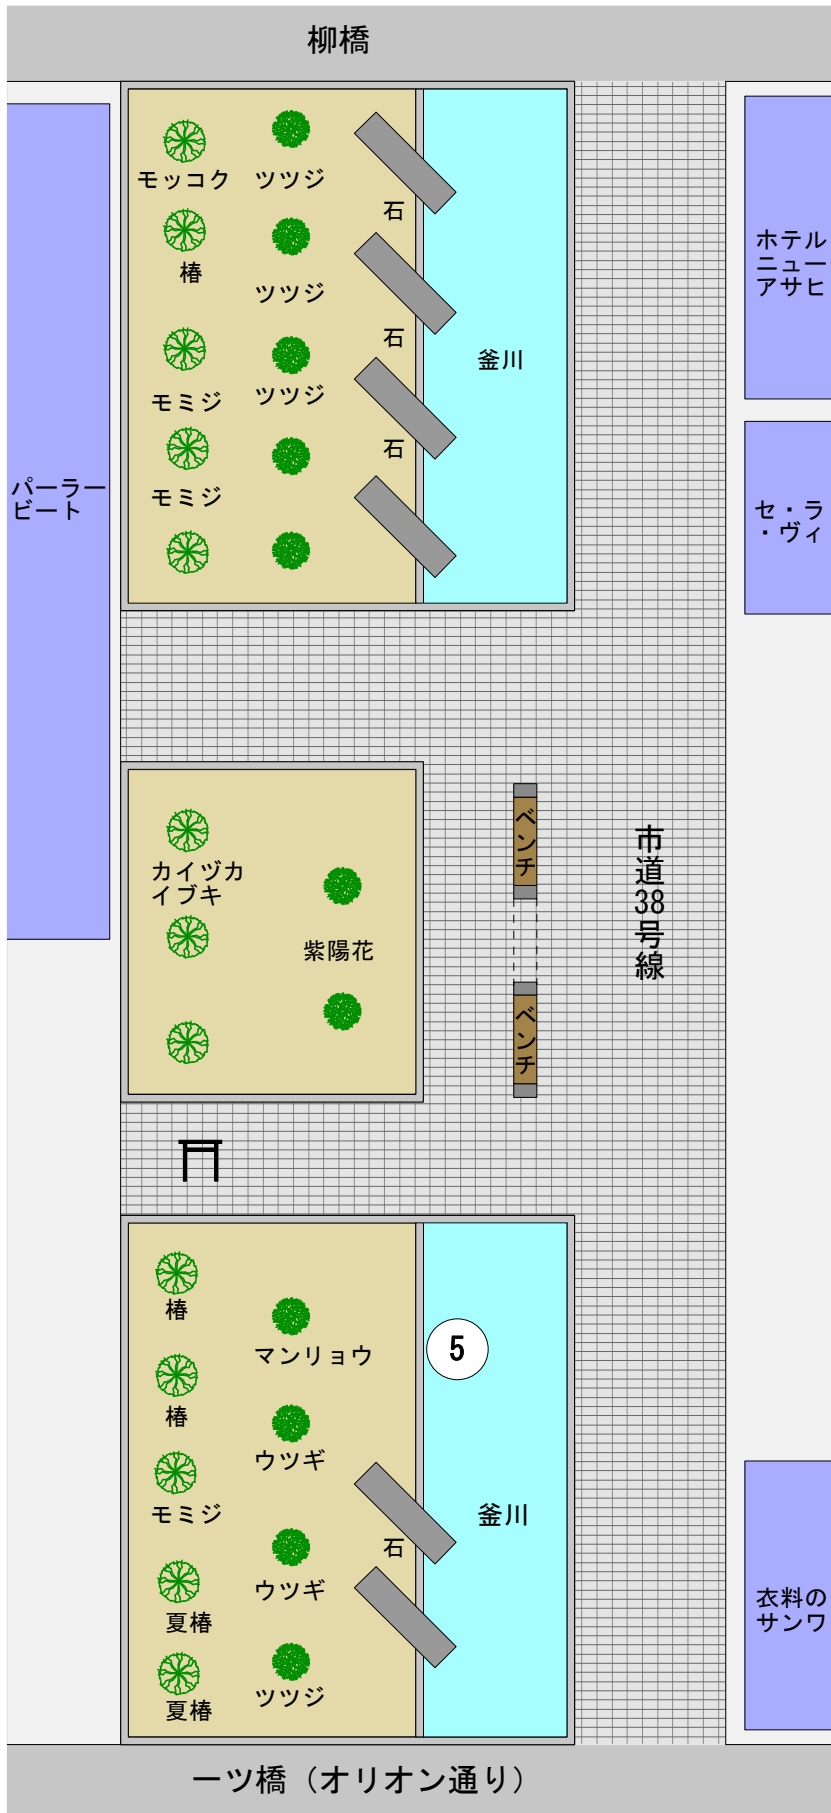 柳橋
モッコク
ツツジ
石
椿
ツツジ
石
モミジ
ツツジ
石
モミジ
釜川
パーラー
ビート
ホテル
ニュー
アサヒ
セ・ラ
・ヴィ
カイヅカ
イブキ
紫陽花
ベンチ
ベンチ
市道38号線
椿
マンリョウ
5
椿
ウツギ
モミジ
石
釜川
ウツギ
夏椿
ツツジ
夏椿
衣料の
サンワ
一ツ橋（オリオン通り）